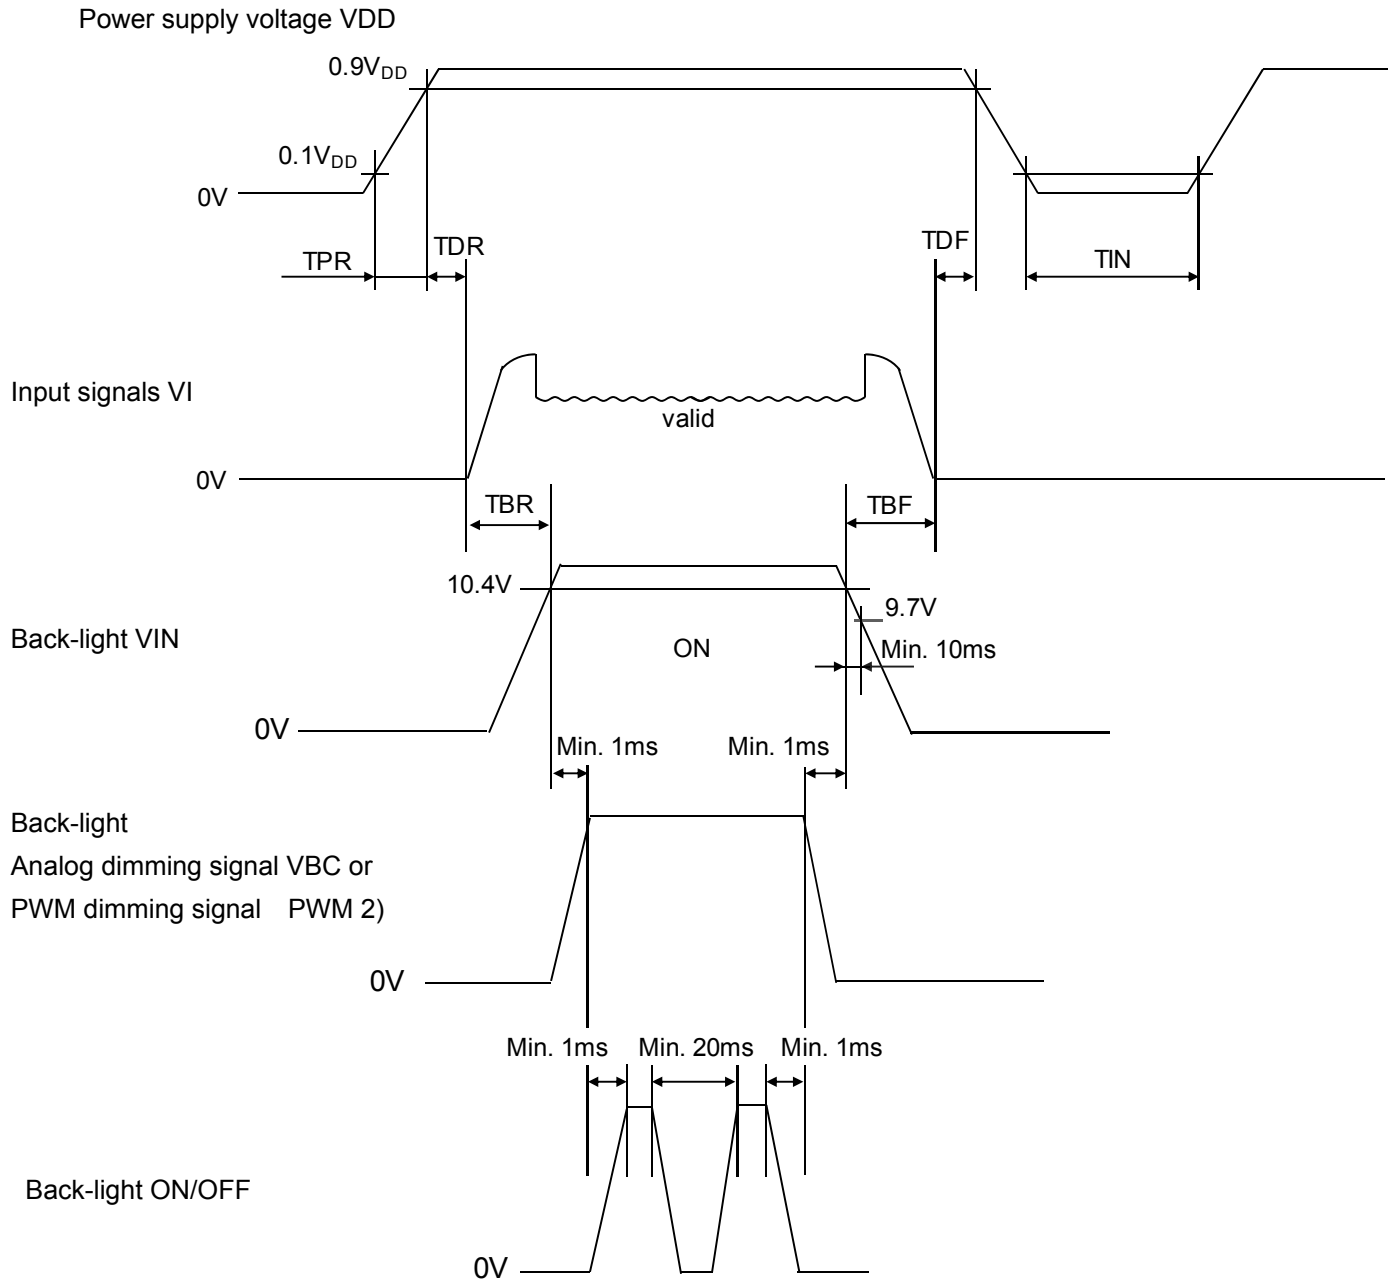 Power supply voltage VDD
0.9VDD
0.1VDD
0V
TPR
TDR
TDF
TIN
Input signals VI
valid
0V
TBR
TBF
10.4V
9.7V
Back-light VIN
ON
Min. 10ms
0V
Min. 1ms
Min. 1ms
Back-light
Analog dimming signal VBC or
PWM dimming signal PWM 2)
0V
Min. 1ms
Min. 20ms
Min. 1ms
Back-light ON/OFF
0V